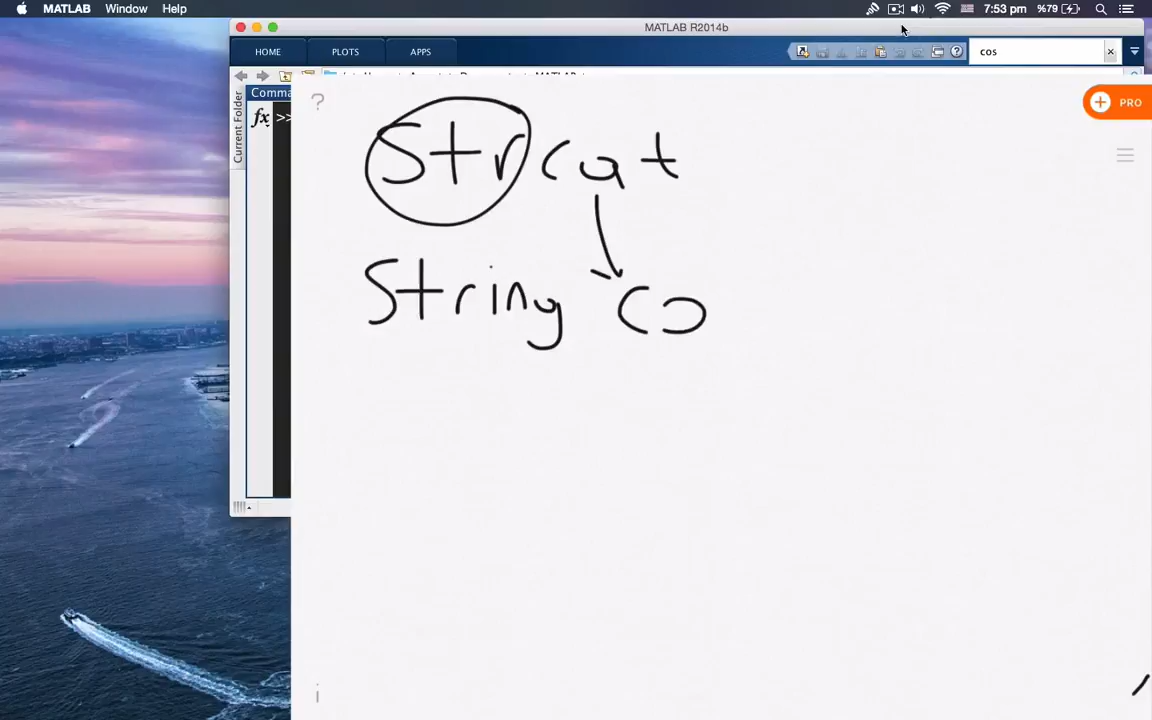 MATLAB Window Help 7:53 pm %79
MATLAB R2014b
HOME PLOTS APPS cos
Current Folder
Comma
fx >>
? PRO
Strcat
String Co
i